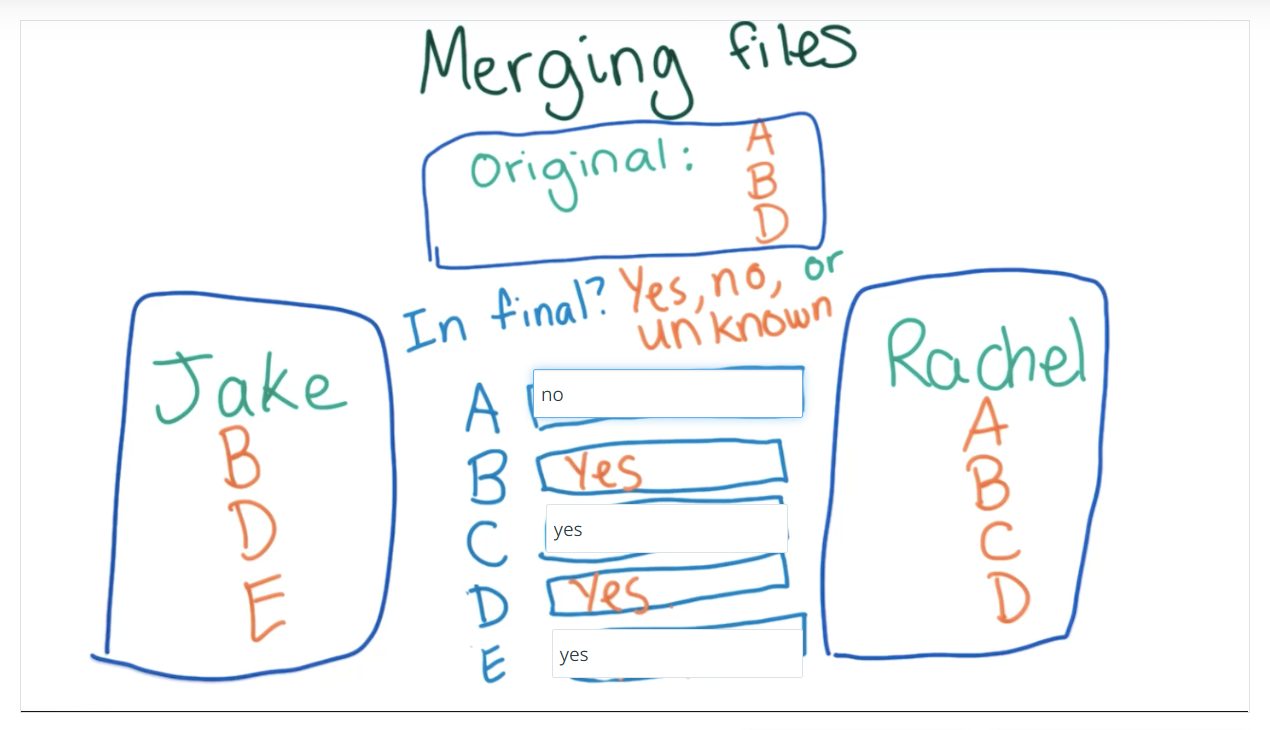 Merging files
Original: A
B
D
In final? Yes, no, or
unknown
Jake
B
D
E
A no
B Yes
C yes
D Yes
E yes
Rachel
A
B
C
D